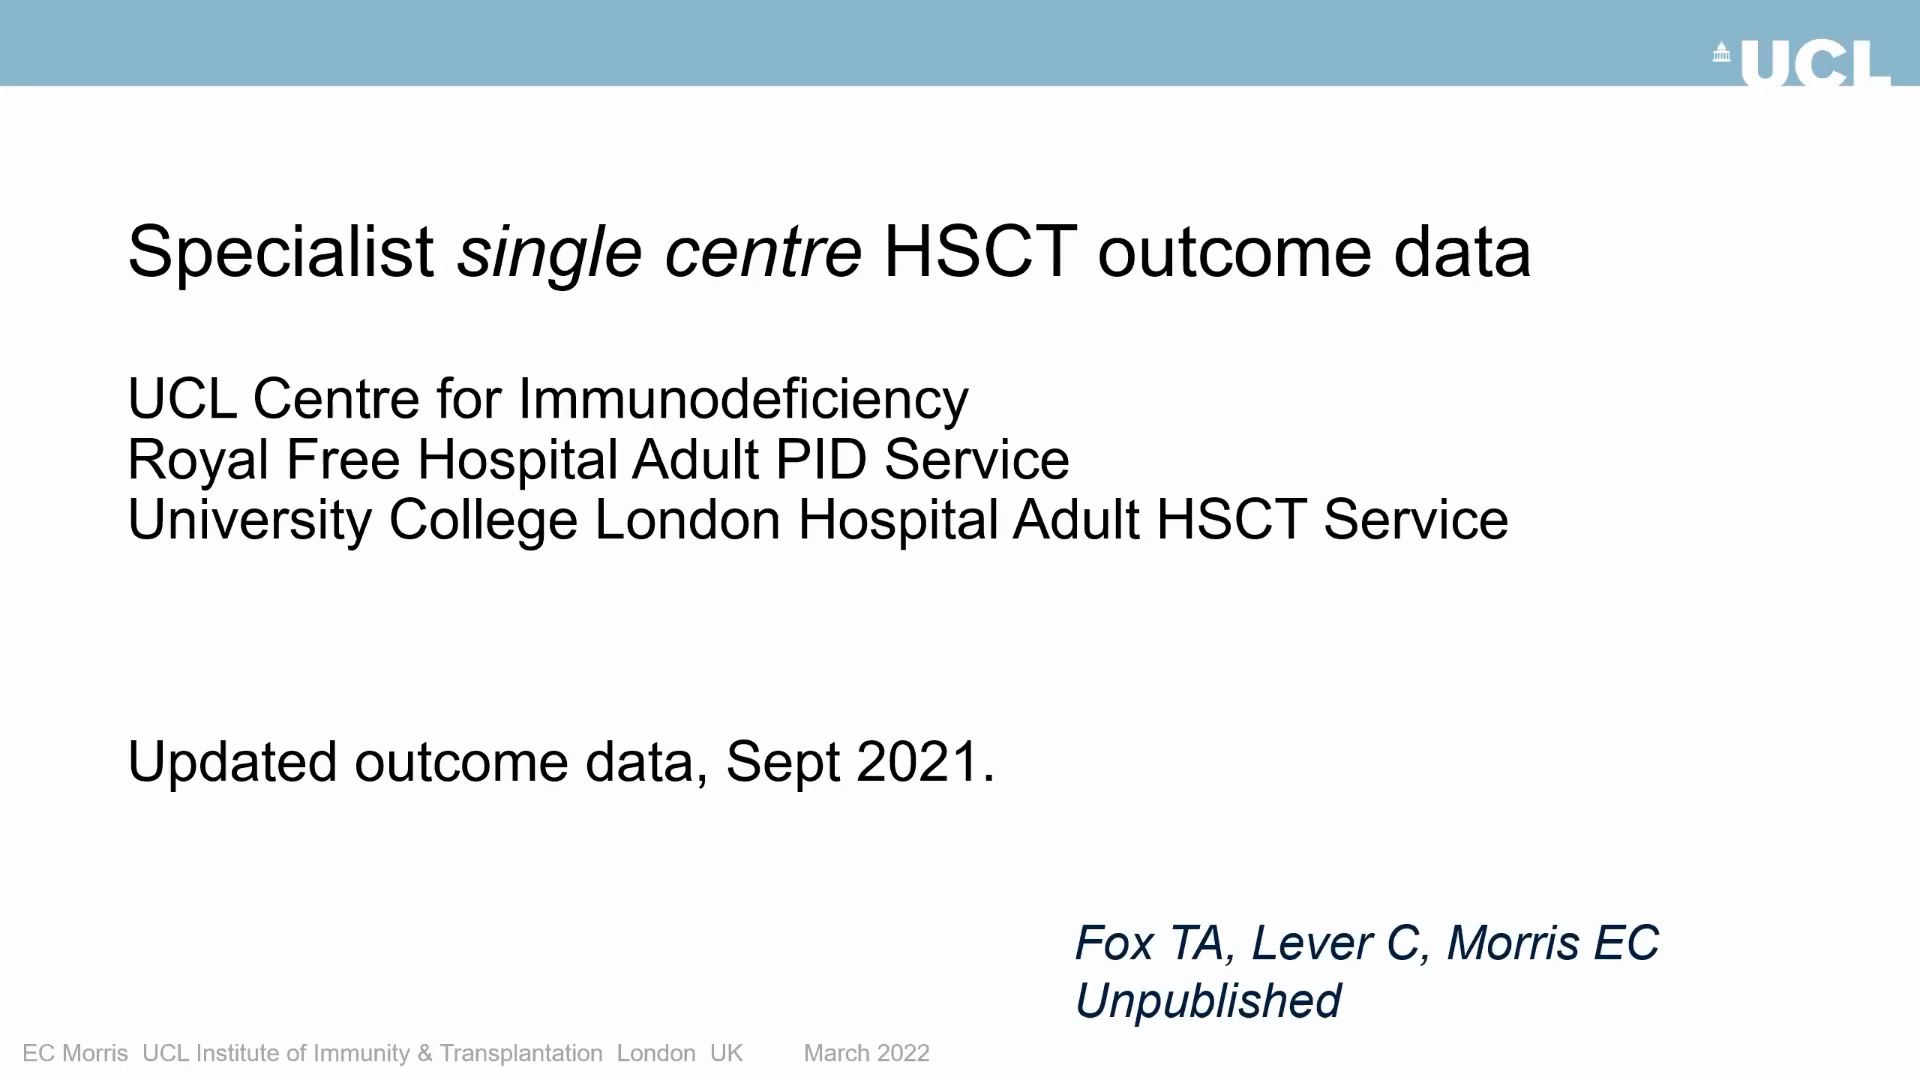 UCL
Specialist single centre HSCT outcome data
UCL Centre for Immunodeficiency
Royal Free Hospital Adult PID Service
University College London Hospital Adult HSCT Service
Updated outcome data, Sept 2021.
Fox TA, Lever C, Morris EC
Unpublished
EC Morris UCL Institute of Immunity & Transplantation London UK March 2022